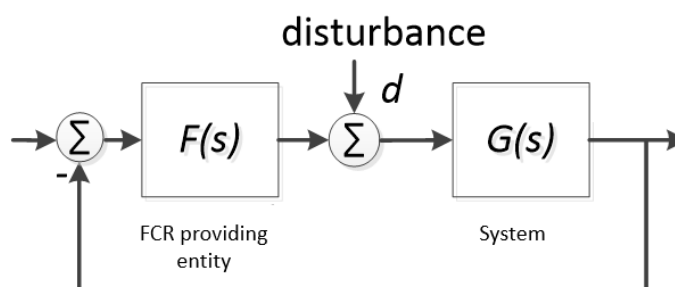 disturbance
d
Σ
F(s)
Σ
G(s)
-
FCR providing
entity
System